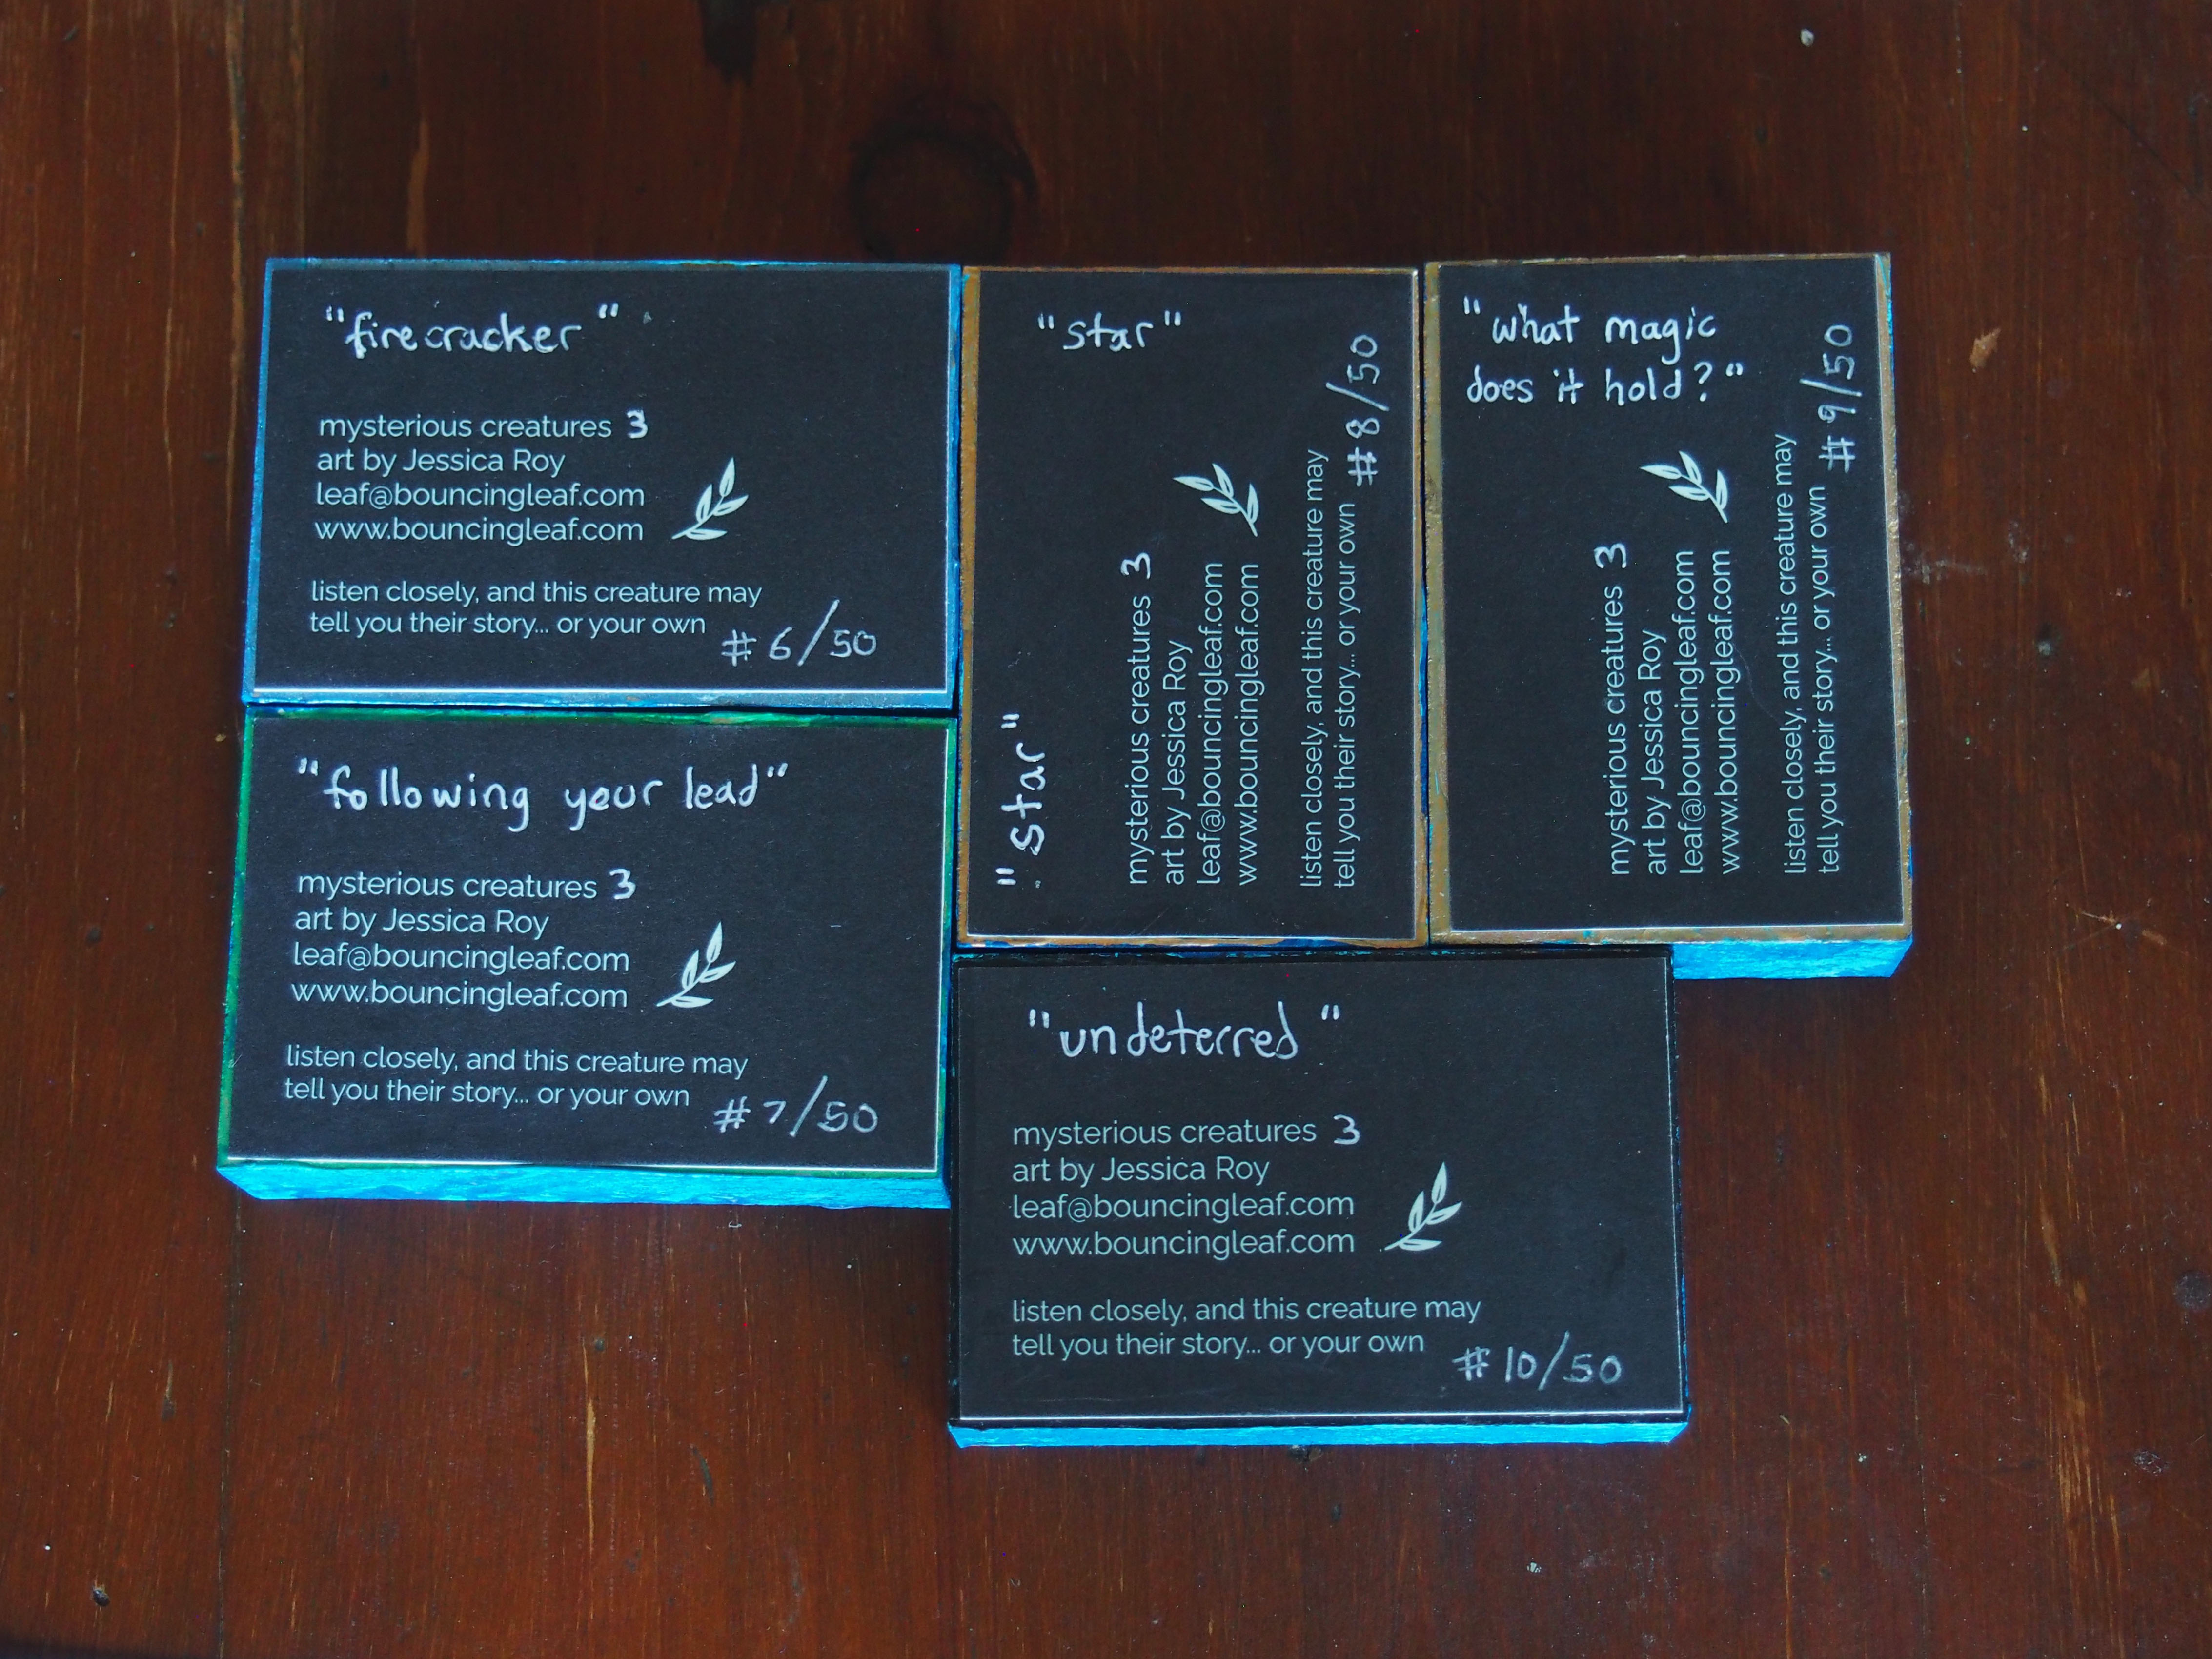 "firecracker"
mysterious creatures 3
art by Jessica Roy
leaf@bouncingleaf.com
www.bouncingleaf.com
listen closely, and this creature may
tell you their story... or your own
#6/50
"following your lead"
mysterious creatures 3
art by Jessica Roy
leaf@bouncingleaf.com
www.bouncingleaf.com
listen closely, and this creature may
tell you their story... or your own
#7/50
"star"
"star"
mysterious creatures 3
art by Jessica Roy
leaf@bouncingleaf.com
www.bouncingleaf.com
listen closely, and this creature may
tell you their story... or your own
#8/50
"what magic
does it hold?"
mysterious creatures 3
art by Jessica Roy
leaf@bouncingleaf.com
www.bouncingleaf.com
listen closely, and this creature may
tell you their story... or your own
#9/50
"undeterred"
mysterious creatures 3
art by Jessica Roy
leaf@bouncingleaf.com
www.bouncingleaf.com
listen closely, and this creature may
tell you their story... or your own
#10/50